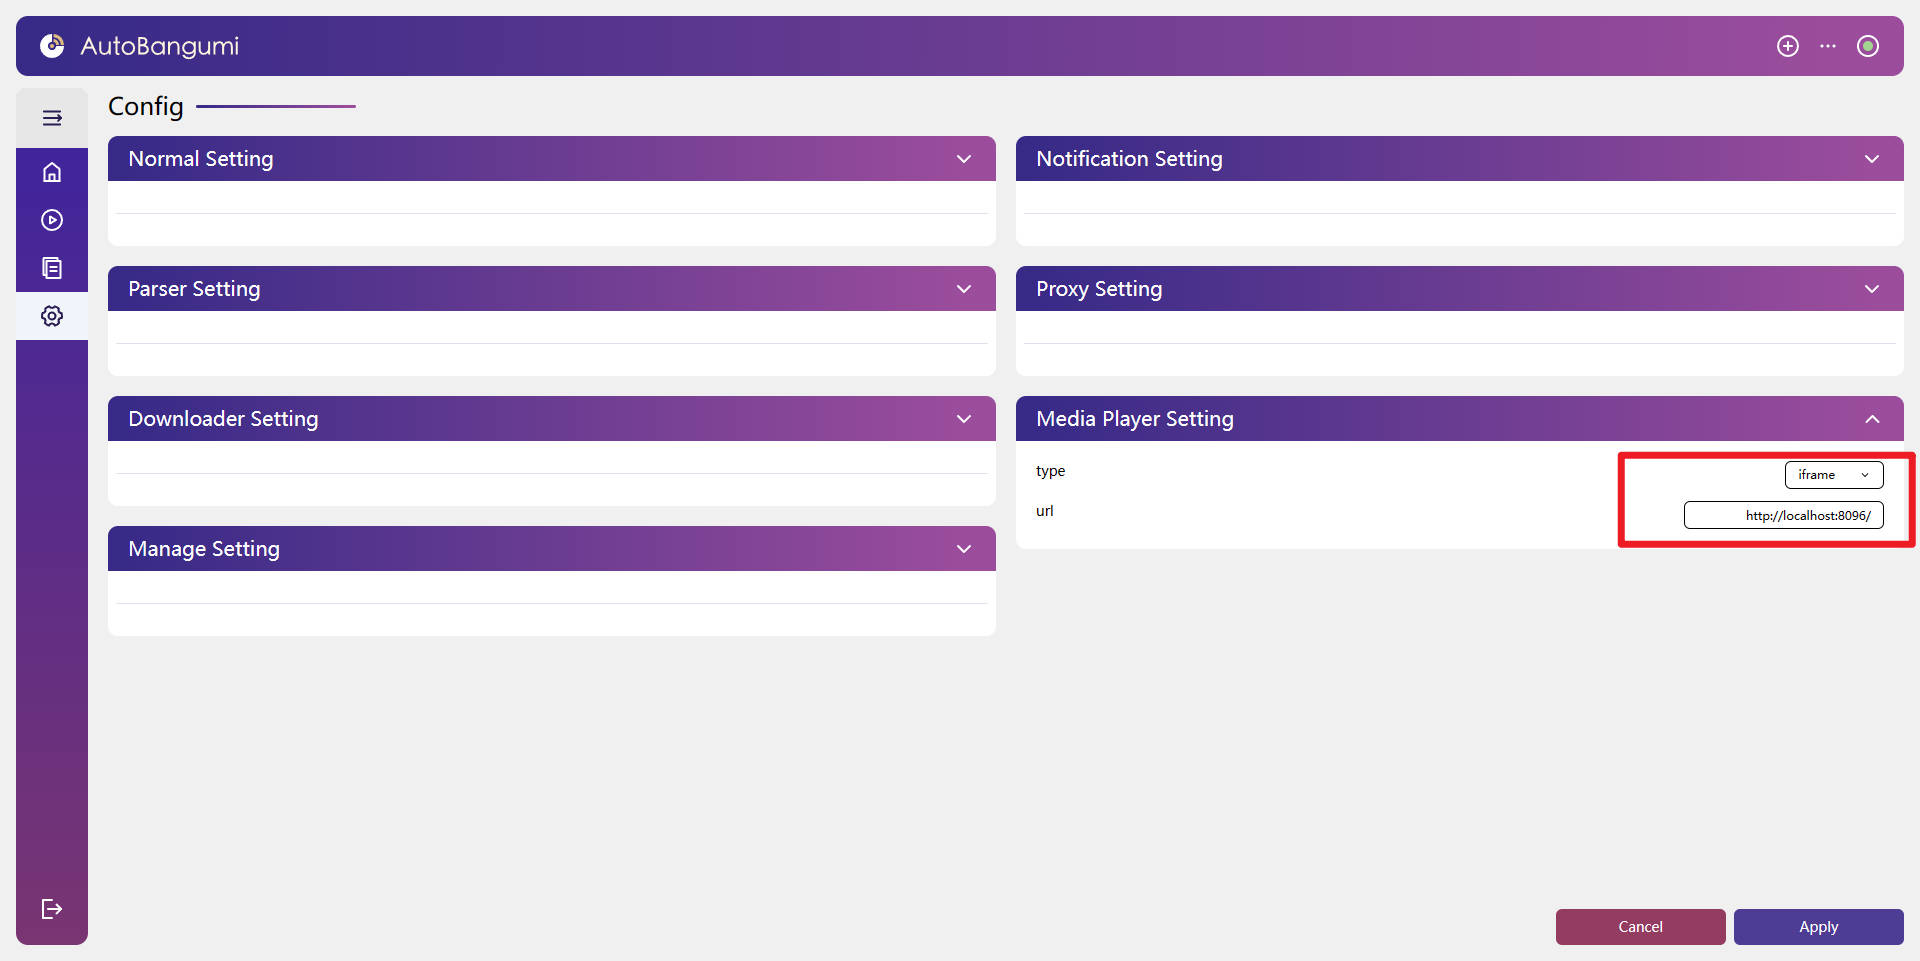 AutoBangumi
Config
Normal Setting
Parser Setting
Downloader Setting
Manage Setting
Notification Setting
Proxy Setting
Media Player Setting
type
iframe
url
http://localhost:8096/
Cancel
Apply